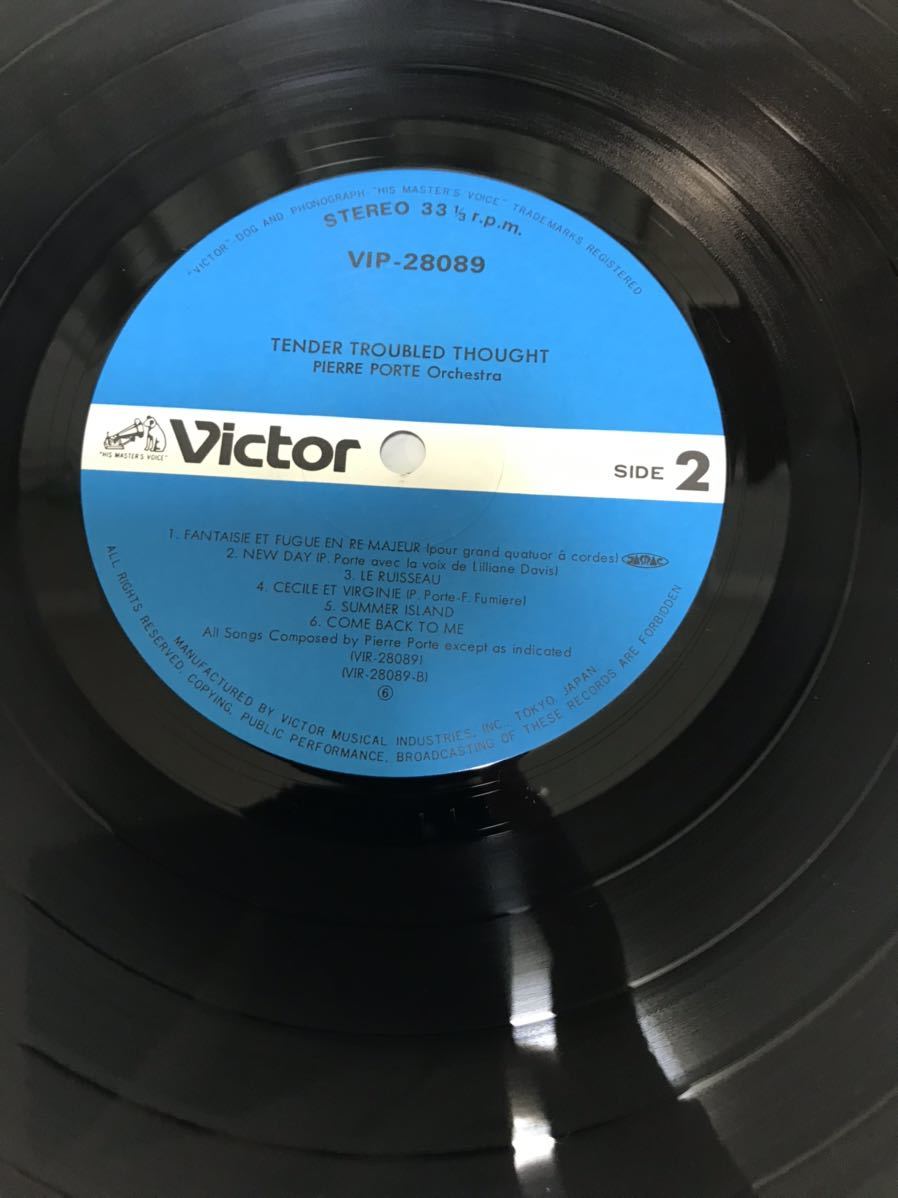 "VICTOR" DOG AND PHONOGRAPH "HIS MASTER'S VOICE" TRADEMARKS REGISTERED
STEREO 33 1/3 r.p.m.
VIP-28089
TENDER TROUBLED THOUGHT
PIERRE PORTE Orchestra
"HIS MASTER'S VOICE"
Victor
SIDE 2
1. FANTAISIE ET FUGUE EN RE MAJEUR (pour grand quatuor â cordes) JASRAC
2. NEW DAY (P. Porte avec la voix de Lilliane Davis)
3. LE RUISSEAU
4. CECILE ET VIRGINIE (P. Porte-F. Fumiere)
5. SUMMER ISLAND
6. COME BACK TO ME
All Songs Composed by Pierre Porte except as indicated
(VIR-28089)
(VIR-28089-B)
⑥
MANUFACTURED BY VICTOR MUSICAL INDUSTRIES, INC., TOKYO, JAPAN.
ALL RIGHTS RESERVED. COPYING, PUBLIC PERFORMANCE, BROADCASTING OF THESE RECORDS ARE FORBIDDEN